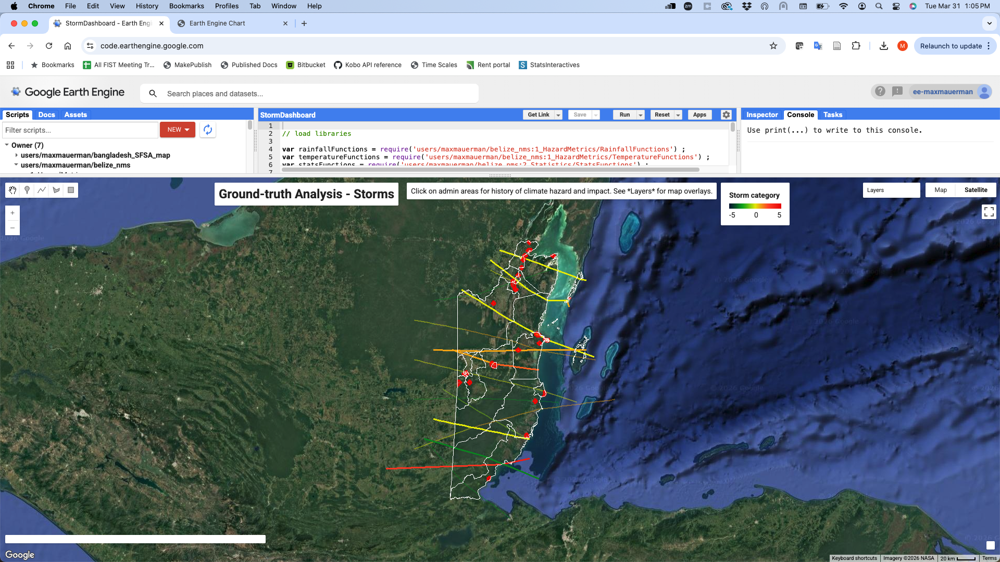 Chrome File Edit View History Bookmarks Profiles Tab Window Help
zm
Tue Mar 31 1:05 PM
StormDashboard - Earth Engi
Earth Engine Chart
code.earthengine.google.com
M
Relaunch to update
Bookmarks
All FIST Meeting Tr...
MakePublish
Published Docs
Bitbucket
Kobo API reference
Time Scales
Rent portal
StatsInteractives
Google Earth Engine
Search places and datasets...
ee-maxmauerman
Scripts Docs Assets
StormDashboard
Get Link
Save
Run
Reset
Apps
Inspector Console Tasks
Filter scripts...
NEW
Owner (7)
users/maxmauerman/bangladesh_SFSA_map
users/maxmauerman/belize_nms
1
2 // load libraries
3
4 var rainfallFunctions = require('users/maxmauerman/belize_nms:1_HazardMetrics/RainfallFunctions') ;
5 var temperatureFunctions = require('users/maxmauerman/belize_nms:1_HazardMetrics/TemperatureFunctions') ;
6 var statsFunctions = require('users/maxmauerman/belize_nms:2_Statistics/StatsFunctions') ;
7
Use print(...) to write to this console.
Ground-truth Analysis - Storms
Click on admin areas for history of climate hazard and impact. See *Layers* for map overlays.
Storm category
-5 0 5
Layers
Map
Satellite
+
−
Google
Keyboard shortcuts
Imagery ©2026 NASA
20 km
Terms